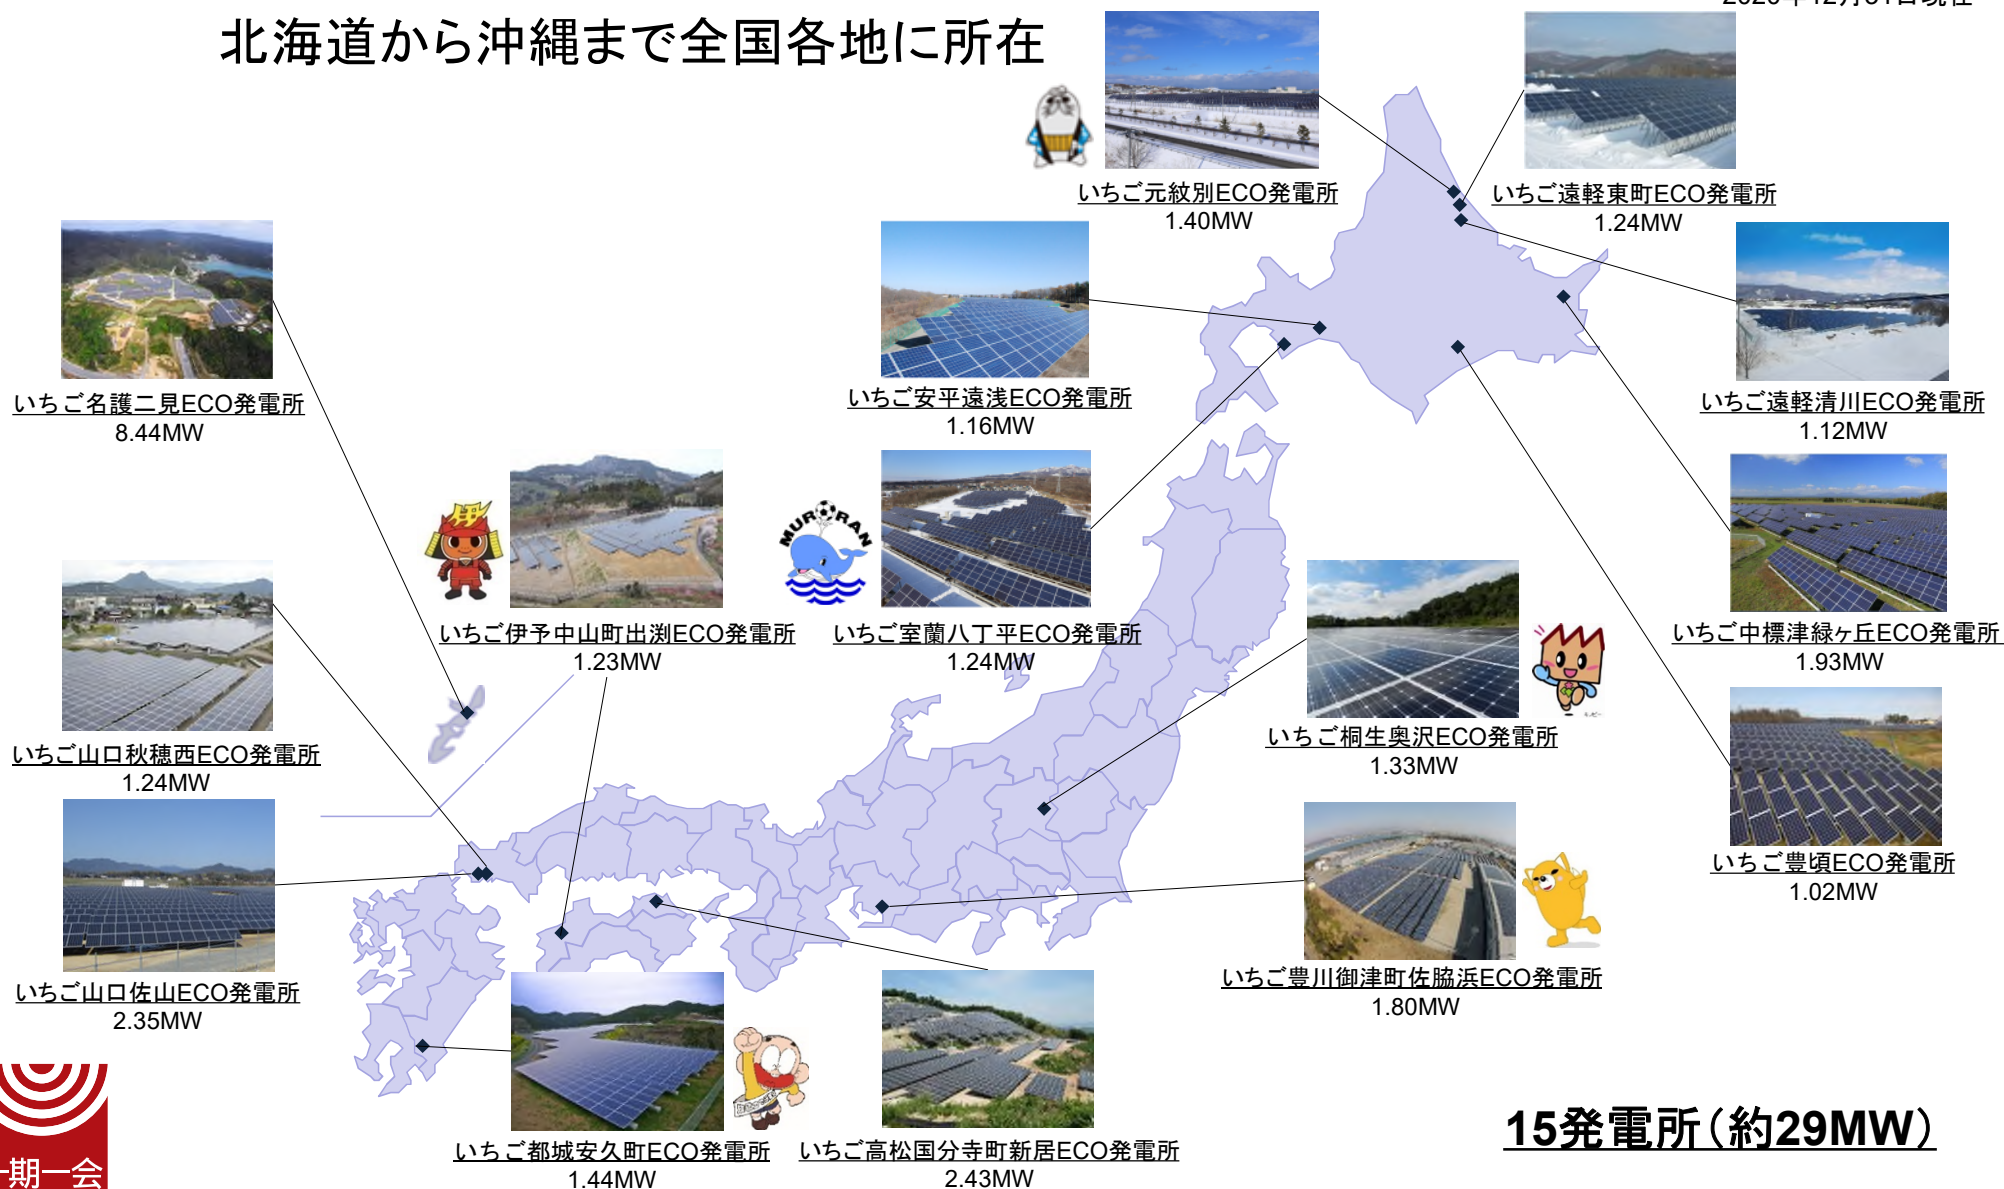 北海道から沖縄まで全国各地に所在
いちご元紋別ECO発電所
1.40MW
いちご遠軽東町ECO発電所
1.24MW
いちご名護二見ECO発電所
8.44MW
いちご安平遠浅ECO発電所
1.16MW
いちご遠軽清川ECO発電所
1.12MW
MURORAN
いちご伊予中山町出渕ECO発電所
1.23MW
いちご室蘭八丁平ECO発電所
1.24MW
いちご中標津緑ヶ丘ECO発電所
1.93MW
いちご山口秋穂西ECO発電所
1.24MW
いちご桐生奥沢ECO発電所
1.33MW
いちご豊頃ECO発電所
1.02MW
いちご山口佐山ECO発電所
2.35MW
いちご豊川御津町佐脇浜ECO発電所
1.80MW
いちご都城安久町ECO発電所
1.44MW
いちご高松国分寺町新居ECO発電所
2.43MW
15発電所（約29MW）
一期一会